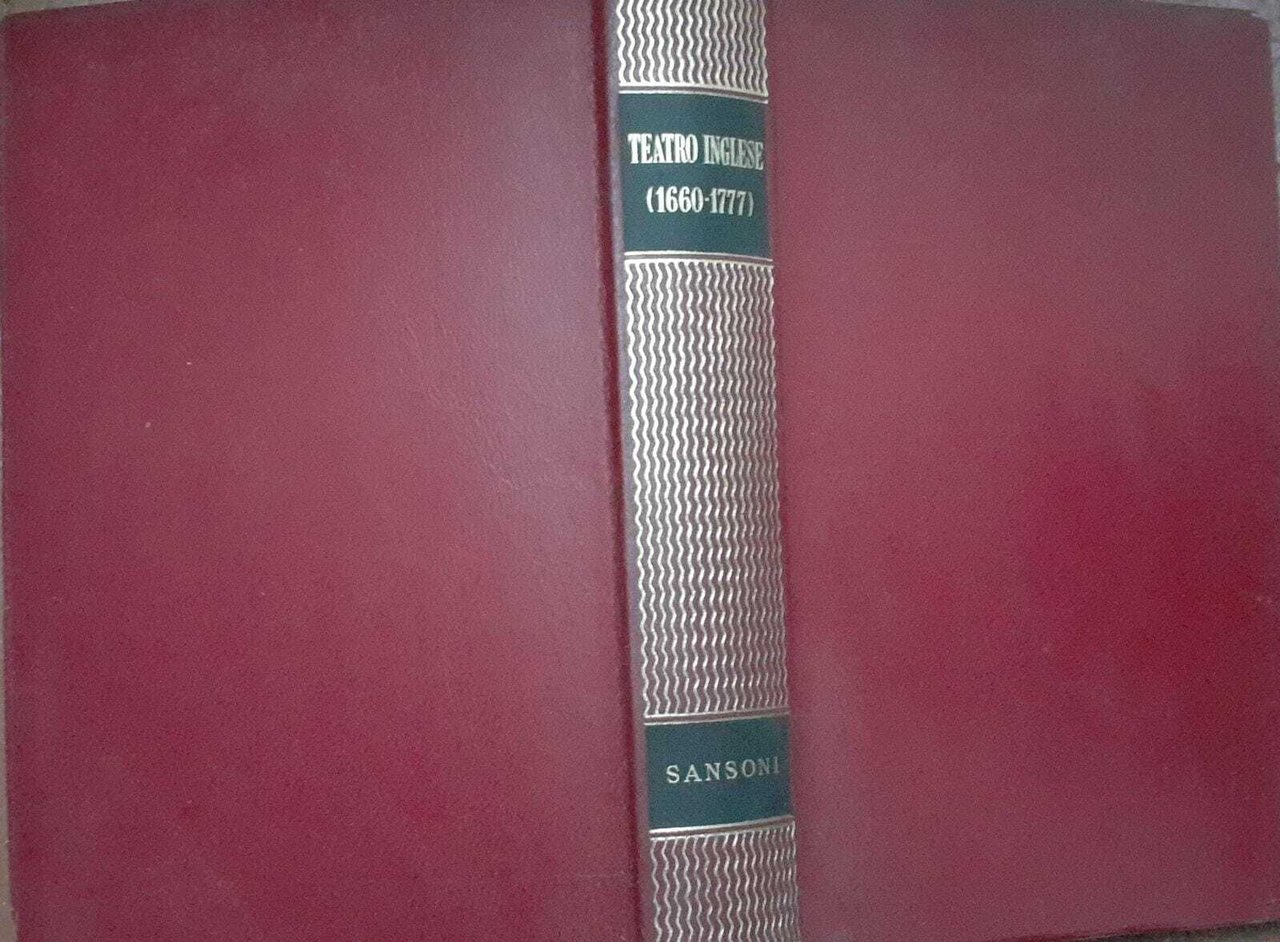 TEATRO INGLESE
(1660-1777)
SANSONI